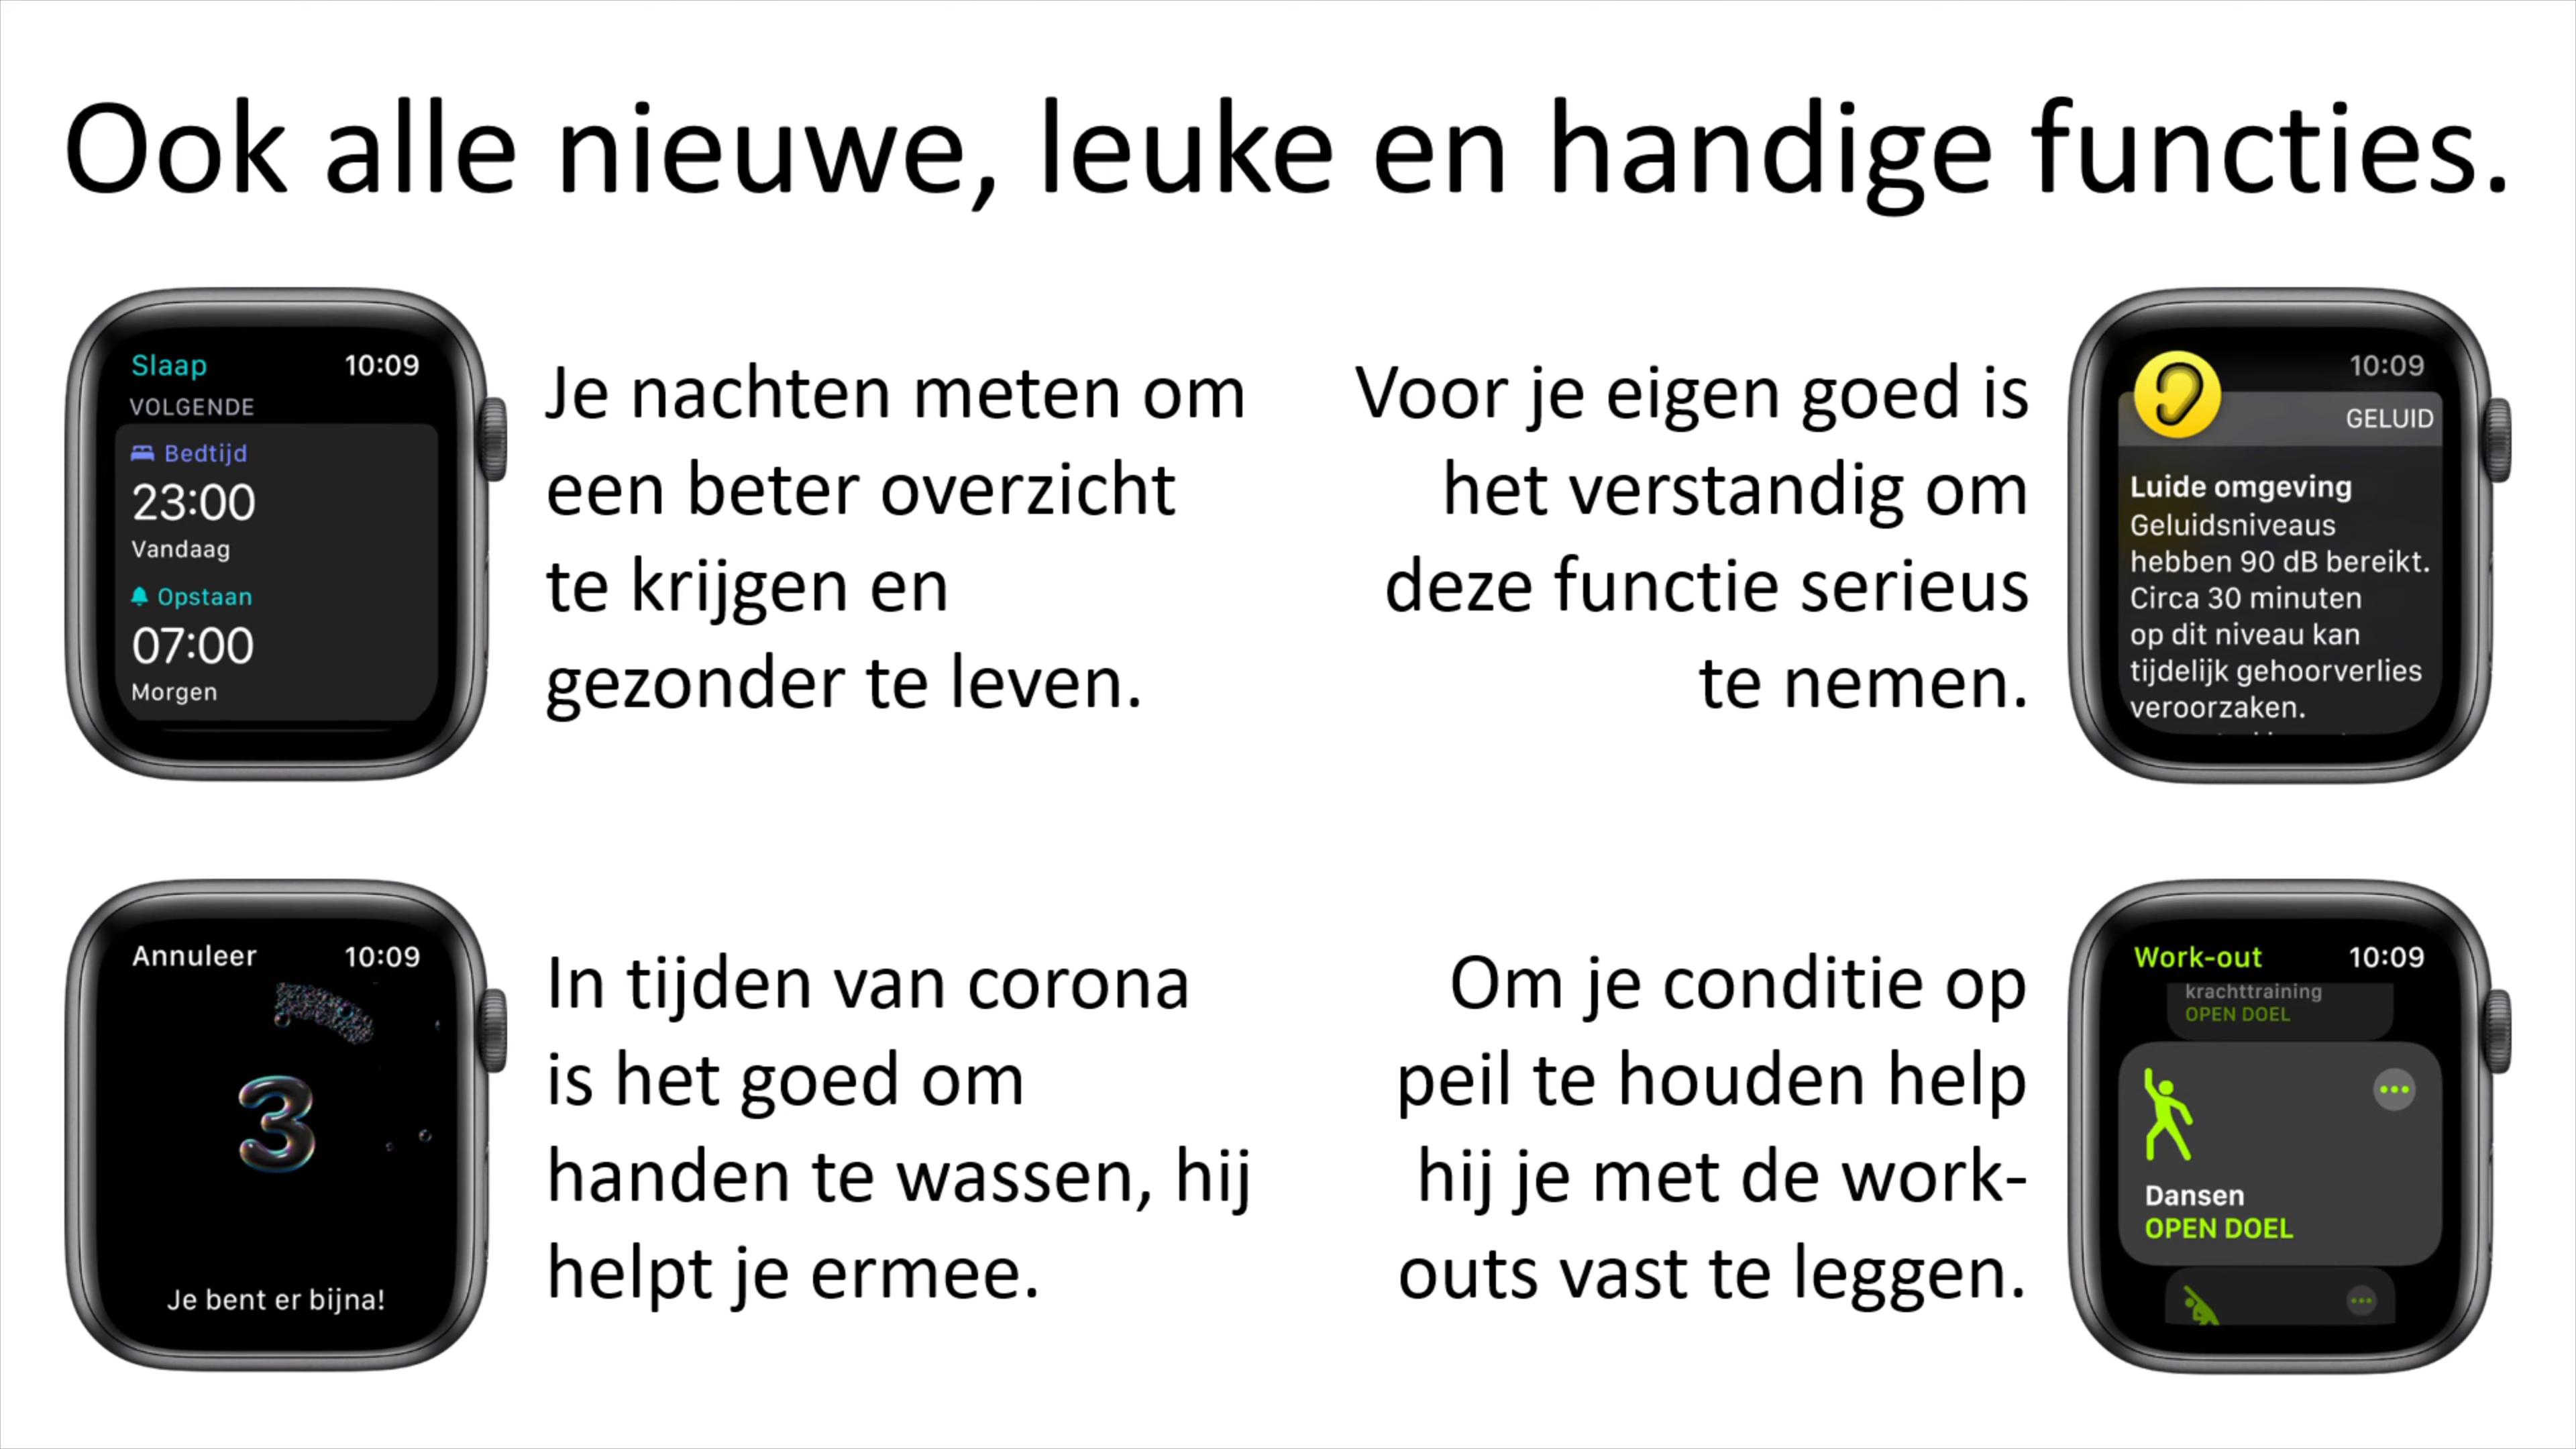 Ook alle nieuwe, leuke en handige functies.
Slaap 10:09
VOLGENDE
Bedtijd
23:00
Vandaag
Opstaan
07:00
Morgen
Je nachten meten om
een beter overzicht
te krijgen en
gezonder te leven.
Voor je eigen goed is
het verstandig om
deze functie serieus
te nemen.
10:09
GELUID
Luide omgeving
Geluidsniveaus
hebben 90 dB bereikt.
Circa 30 minuten
op dit niveau kan
tijdelijk gehoorverlies
veroorzaken.
Annuleer 10:09
3
Je bent er bijna!
In tijden van corona
is het goed om
handen te wassen, hij
helpt je ermee.
Om je conditie op
peil te houden help
hij je met de work-
outs vast te leggen.
Work-out 10:09
krachttraining
OPEN DOEL
Dansen
OPEN DOEL